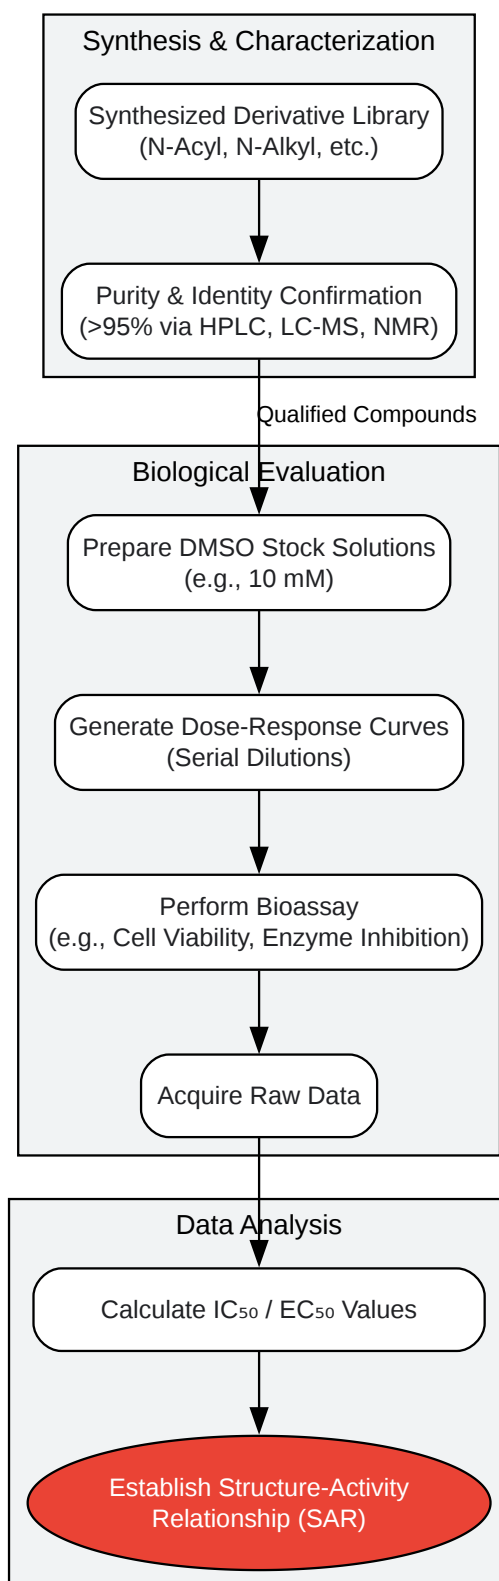 Synthesis & Characterization
Synthesized Derivative Library
(N-Acyl, N-Alkyl, etc.)
Purity & Identity Confirmation
(>95% via HPLC, LC-MS, NMR)
Qualified Compounds
Biological Evaluation
Prepare DMSO Stock Solutions
(e.g., 10 mM)
Generate Dose-Response Curves
(Serial Dilutions)
Perform Bioassay
(e.g., Cell Viability, Enzyme Inhibition)
Acquire Raw Data
Data Analysis
Calculate IC₅₀ / EC₅₀ Values
Establish Structure-Activity
Relationship (SAR)